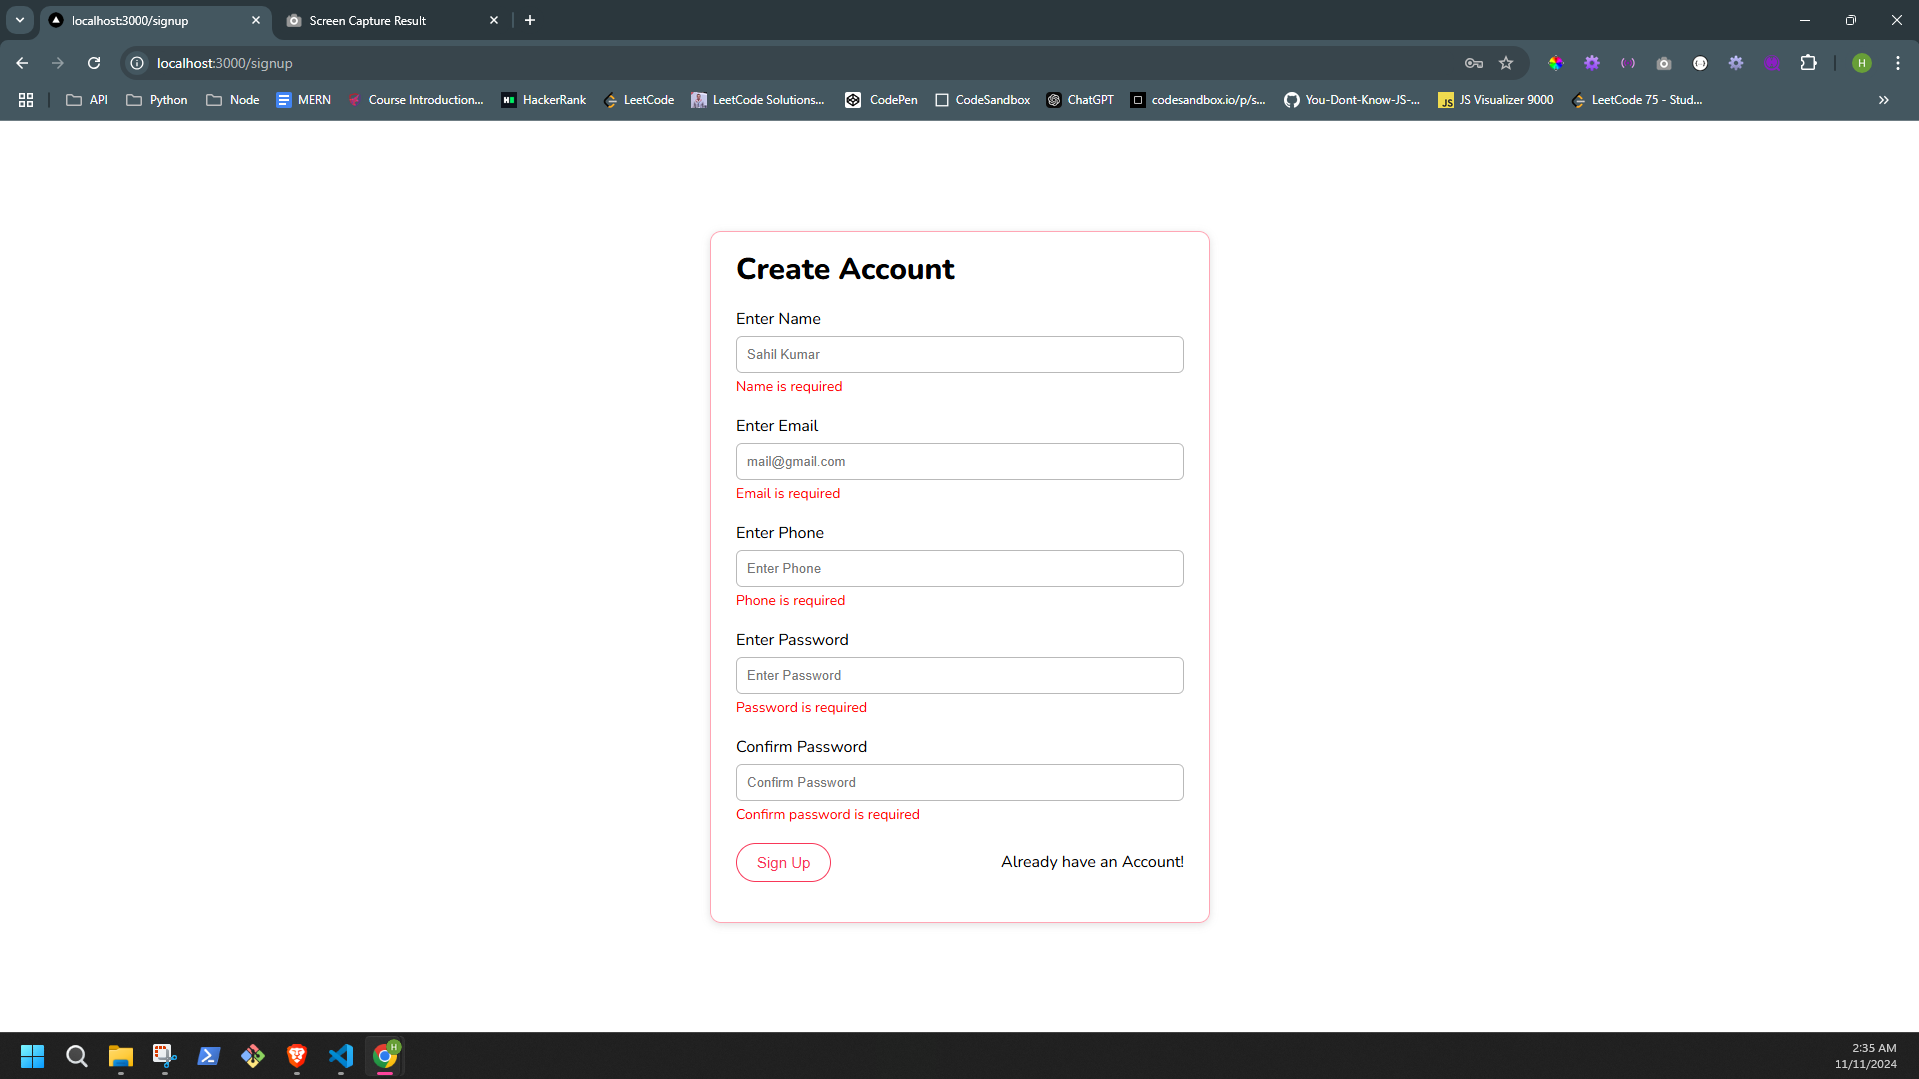 localhost:3000/signup
Screen Capture Result
localhost:3000/signup
H
API
Python
Node
MERN
Course Introduction...
HackerRank
LeetCode
LeetCode Solutions...
CodePen
CodeSandbox
ChatGPT
codesandbox.io/p/s...
You-Dont-Know-JS-...
JS Visualizer 9000
LeetCode 75 - Stud...
Create Account
Enter Name
Sahil Kumar
Name is required
Enter Email
mail@gmail.com
Email is required
Enter Phone
Enter Phone
Phone is required
Enter Password
Enter Password
Password is required
Confirm Password
Confirm Password
Confirm password is required
Sign Up
Already have an Account!
H
2:35 AM
11/11/2024